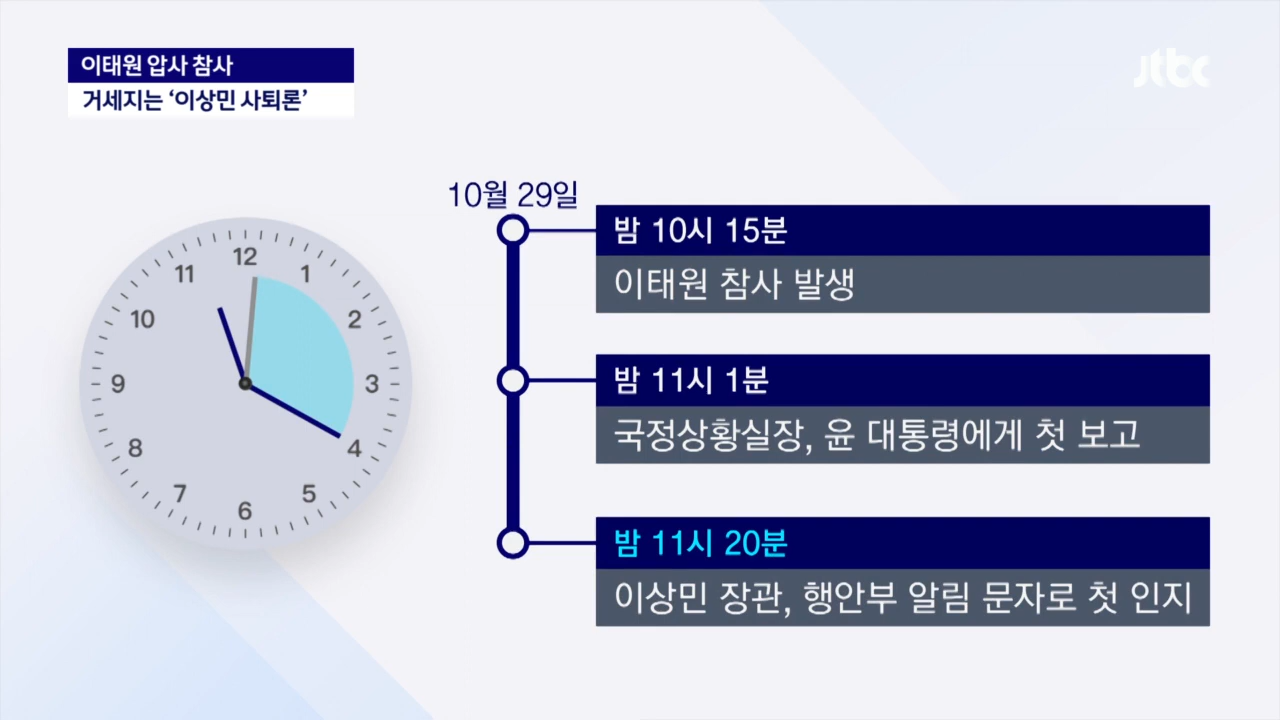 이태원 압사 참사
거세지는 ‘이상민 사퇴론’
jtbc
10월 29일
밤 10시 15분
이태원 참사 발생
밤 11시 1분
국정상황실장, 윤 대통령에게 첫 보고
밤 11시 20분
이상민 장관, 행안부 알림 문자로 첫 인지
12
1
2
3
4
5
6
7
8
9
10
11